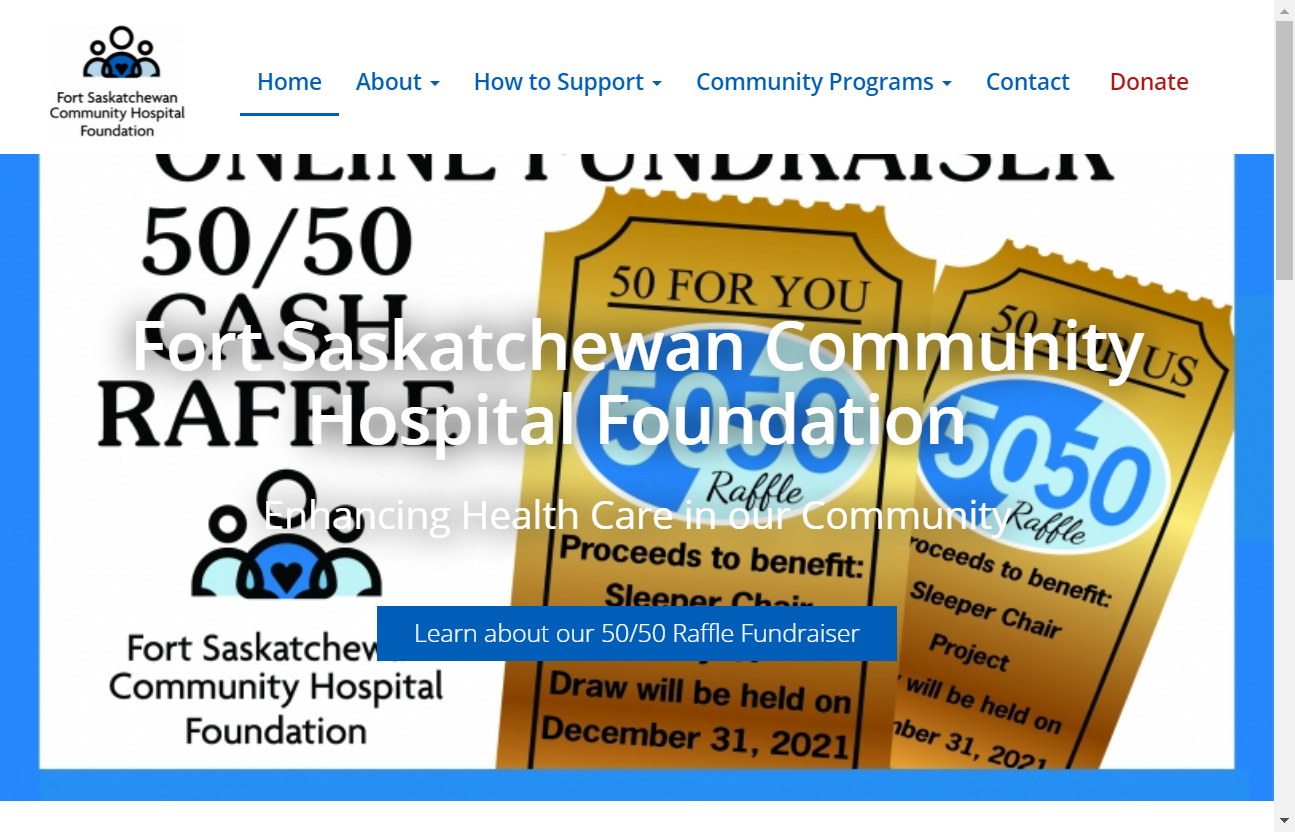 Fort Saskatchewan
Community Hospital
Foundation
Home
About
How to Support
Community Programs
Contact
Donate
ONLINE FUNDRAISER
50/50
CASH
RAFFLE
Fort Saskatchewan Community
Hospital Foundation
Enhancing Health Care in our Community
Learn about our 50/50 Raffle Fundraiser
Fort Saskatchew
Community Hospital
Foundation
50 FOR YOU
5050
Raffle
Proceeds to benefit:
Sleeper Chair
Draw will be held on
December 31, 2021
50 FOR US
5050
Raffle
roceeds to benefit:
Sleeper Chair
Project
will be held on
mber 31, 2021